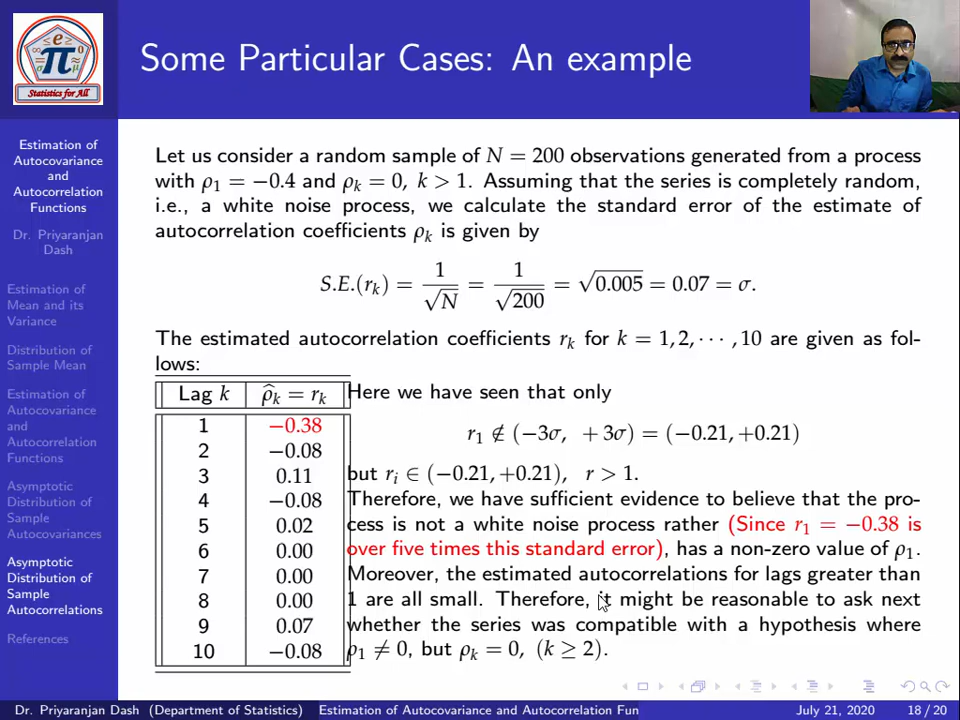 Some Particular Cases: An example
Statistics for All
Estimation of
Autocovariance
and
Autocorrelation
Functions
Dr. Priyaranjan
Dash
Estimation of
Mean and its
Variance
Distribution of
Sample Mean
Estimation of
Autocovariance
and
Autocorrelation
Functions
Asymptotic
Distribution of
Sample
Autocovariances
Asymptotic
Distribution of
Sample
Autocorrelations
References
Let us consider a random sample of N = 200 observations generated from a process
with ρ₁ = −0.4 and ρₖ = 0, k > 1. Assuming that the series is completely random,
i.e., a white noise process, we calculate the standard error of the estimate of
autocorrelation coefficients ρₖ is given by
S.E.(rₖ) = 1/√N = 1/√200 = √0.005 = 0.07 = σ.
The estimated autocorrelation coefficients rₖ for k = 1, 2, · · · , 10 are given as fol-
lows:
Lag k ρ̂ₖ = rₖ
1 −0.38
2 −0.08
3 0.11
4 −0.08
5 0.02
6 0.00
7 0.00
8 0.00
9 0.07
10 −0.08
Here we have seen that only
r₁ ∉ (−3σ, +3σ) = (−0.21, +0.21)
but rᵢ ∈ (−0.21, +0.21), r > 1.
Therefore, we have sufficient evidence to believe that the pro-
cess is not a white noise process rather (Since r₁ = −0.38 is
over five times this standard error), has a non-zero value of ρ₁.
Moreover, the estimated autocorrelations for lags greater than
1 are all small. Therefore, it might be reasonable to ask next
whether the series was compatible with a hypothesis where
ρ₁ ≠ 0, but ρₖ = 0, (k ≥ 2).
Dr. Priyaranjan Dash (Department of Statistics) Estimation of Autocovariance and Autocorrelation Fun July 21, 2020 18 / 20